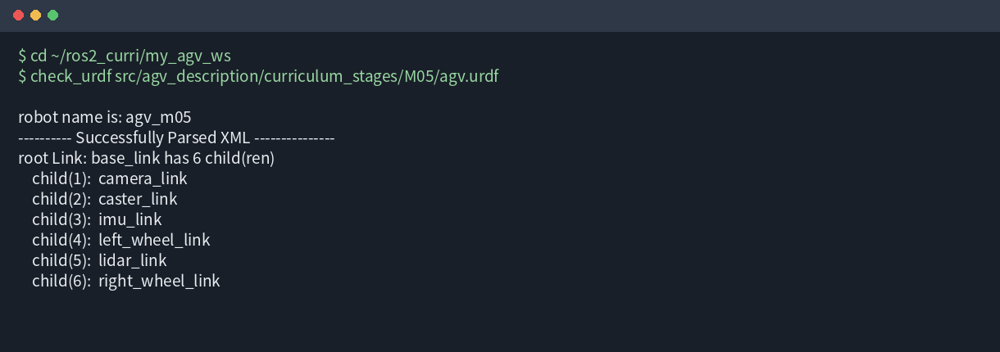 $ cd ~/ros2_curri/my_agv_ws
$ check_urdf src/agv_description/curriculum_stages/M05/agv.urdf
robot name is: agv_m05
---------- Successfully Parsed XML ---------------
root Link: base_link has 6 child(ren)
    child(1):  camera_link
    child(2):  caster_link
    child(3):  imu_link
    child(4):  left_wheel_link
    child(5):  lidar_link
    child(6):  right_wheel_link